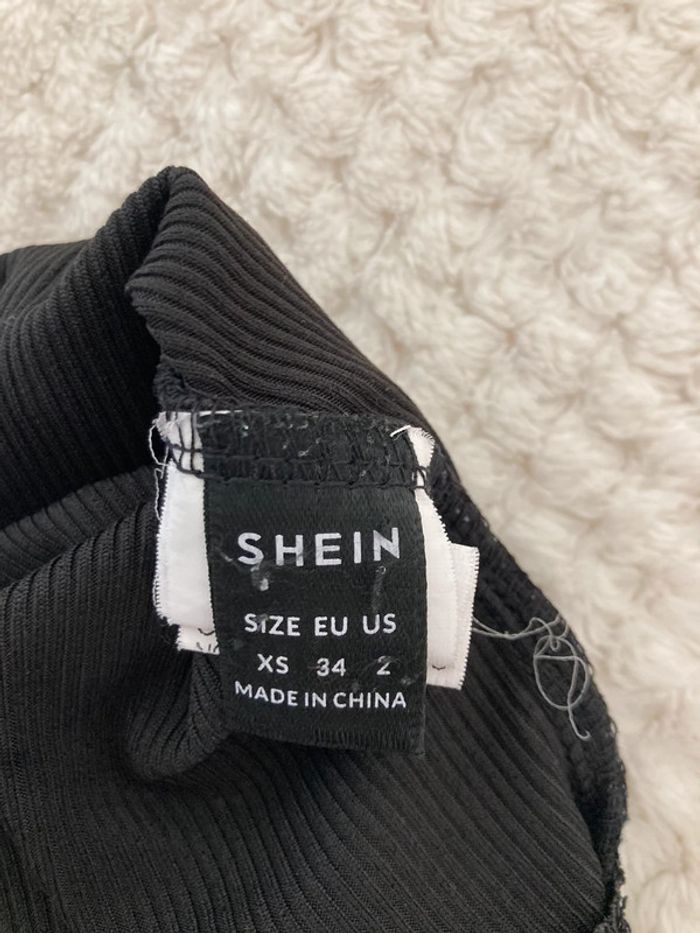 SHEIN
SIZE EU US
XS 34 2
MADE IN CHINA